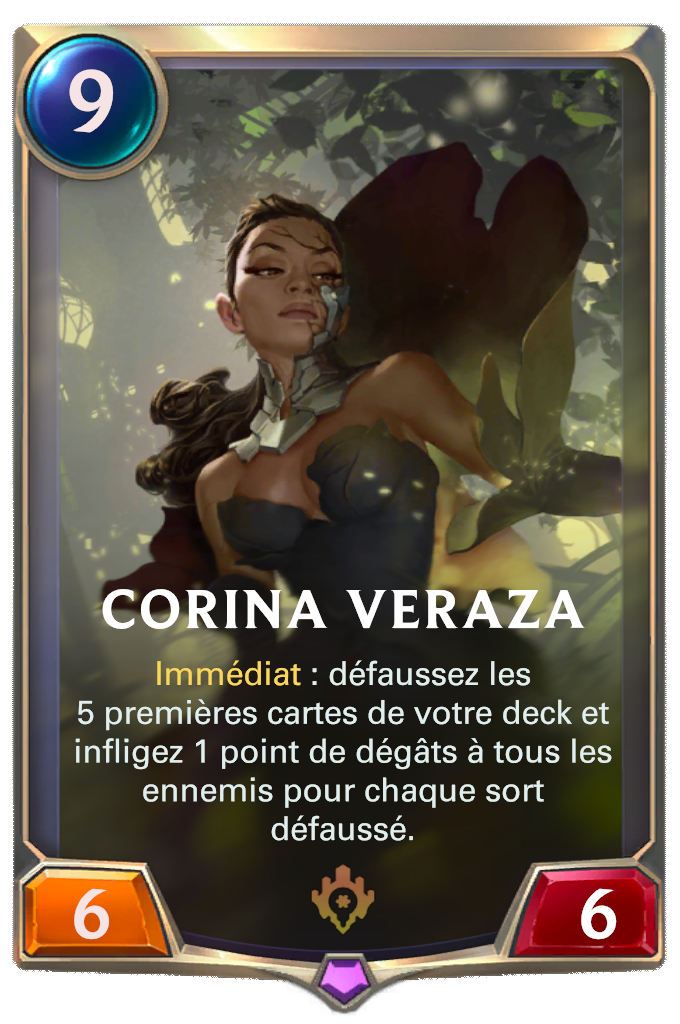 9
CORINA VERAZA
Immédiat : défaussez les
5 premières cartes de votre deck et
infligez 1 point de dégâts à tous les
ennemis pour chaque sort
défaussé.
6
6